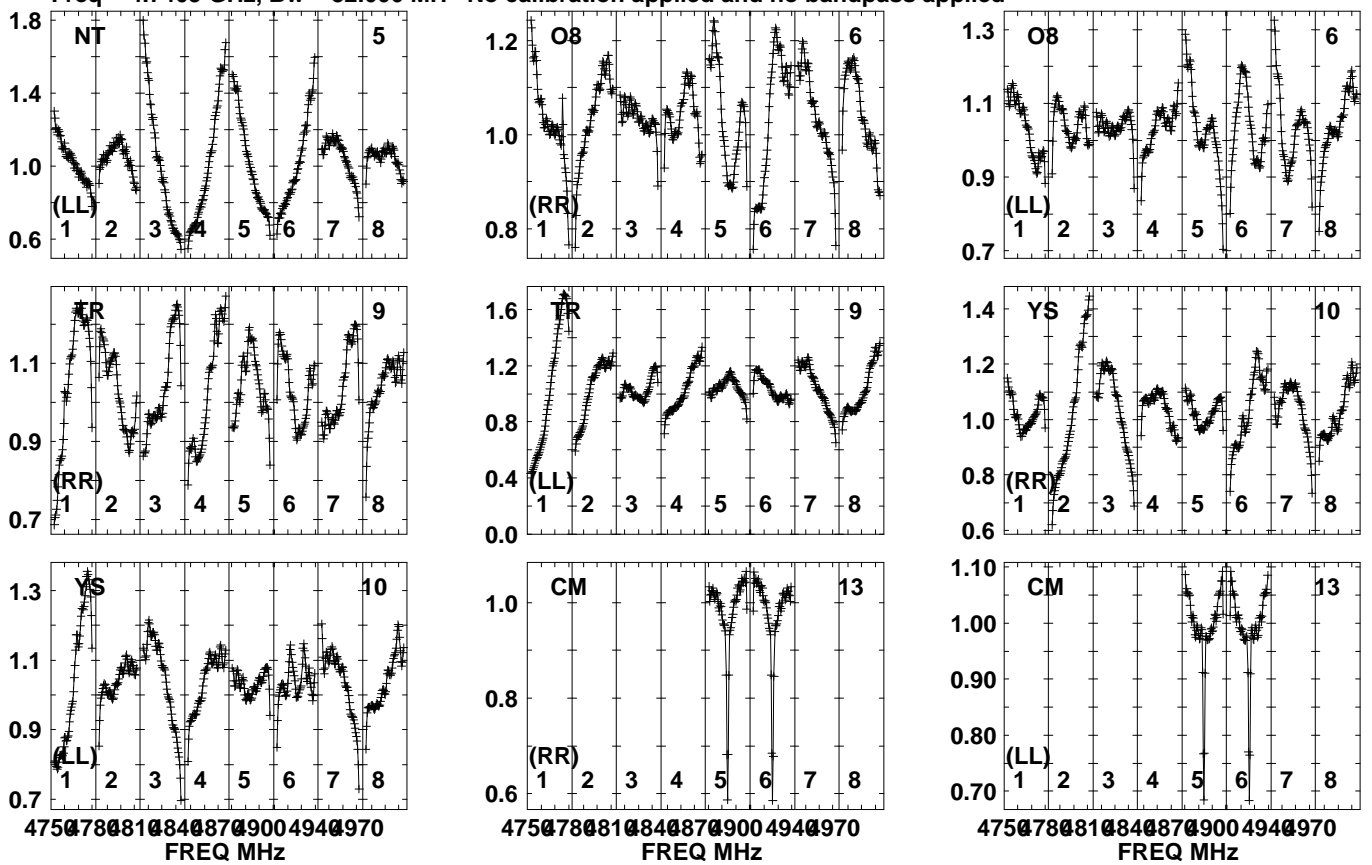 GHz, MH No calibration applied and no bandpass applied
NT 5
1.8
1.4
1.0
0.6
(LL)
1 2 3 4 5 6 7 8
O8 6
1.2
1.0
0.8
(RR)
1 2 3 4 5 6 7 8
O8 6
1.3
1.1
0.9
0.7
(LL)
1 2 3 4 5 6 7 8
TR 9
1.1
0.9
0.7
(RR)
1 2 3 4 5 6 7 8
TR 9
1.6
1.2
0.8
0.4
0.0
(LL)
1 2 3 4 5 6 7 8
YS 10
1.4
1.2
1.0
0.8
0.6
(RR)
1 2 3 4 5 6 7 8
YS 10
1.3
1.1
0.9
0.7
(LL)
1 2 3 4 5 6 7 8
4750 4780 4810 4840 4870 4900 4940 4970
FREQ MHz
CM 13
1.0
0.8
0.6
(RR)
1 2 3 4 5 6 7 8
4750 4780 4810 4840 4870 4900 4940 4970
FREQ MHz
CM 13
1.10
1.00
0.90
0.80
0.70
(LL)
1 2 3 4 5 6 7 8
4750 4780 4810 4840 4870 4900 4940 4970
FREQ MHz